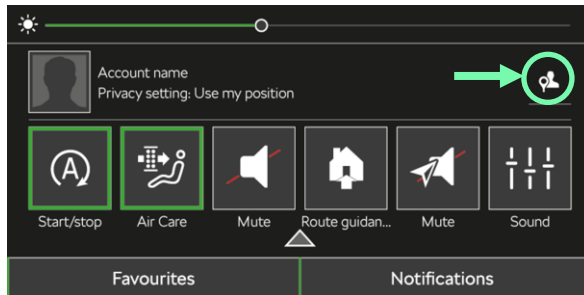 Account name
Privacy setting: Use my position
A
Start/stop
Air Care
Mute
Route guidan...
Mute
Sound
Favourites
Notifications